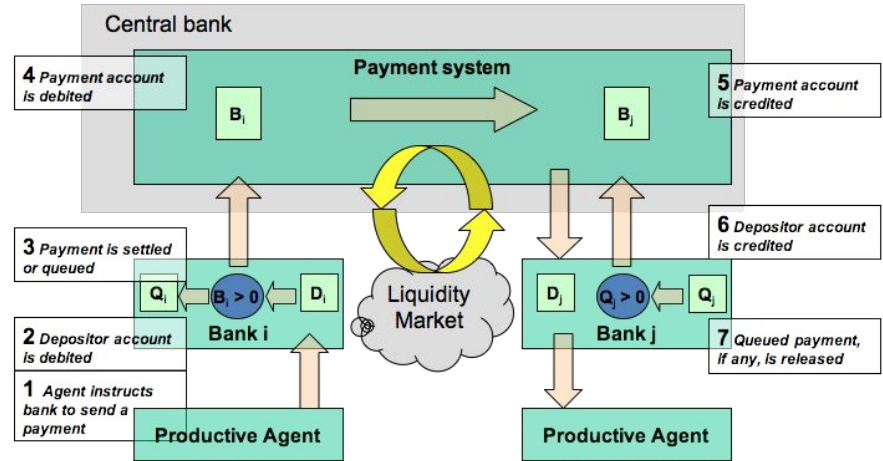 Central bank
4 Payment account
is debited
Payment system
5 Payment account
is credited
Bi
Bj
3 Payment is settled
or queued
6 Depositor account
is credited
Qi
Bi > 0
Di
Bank i
Liquidity
Market
Dj
Qj > 0
Qj
Bank j
2 Depositor account
is debited
7 Queued payment,
if any, is released
1 Agent instructs
bank to send a
payment
Productive Agent
Productive Agent